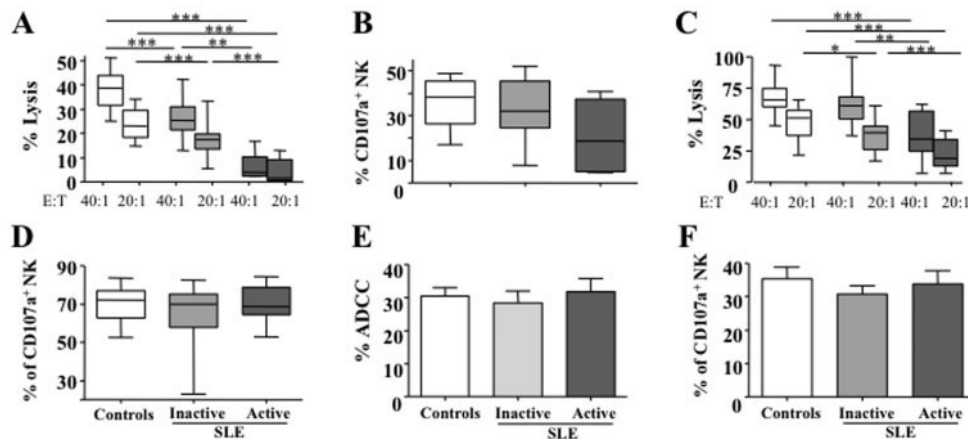 A
***
***
***
**
***
***
% Lysis
50
40
30
20
10
0
E:T
40:1
20:1
40:1
20:1
40:1
20:1
B
% CD107a⁺ NK
50
30
10
0
C
***
***
***
**
*
***
% Lysis
100
75
50
25
0
E:T
40:1
20:1
40:1
20:1
40:1
20:1
D
% of CD107a⁺ NK
90
70
50
30
Controls
Inactive
Active
SLE
E
% ADCC
40
30
20
10
0
Controls
Inactive
Active
SLE
F
% of CD107a⁺ NK
40
30
20
10
0
Controls
Inactive
Active
SLE